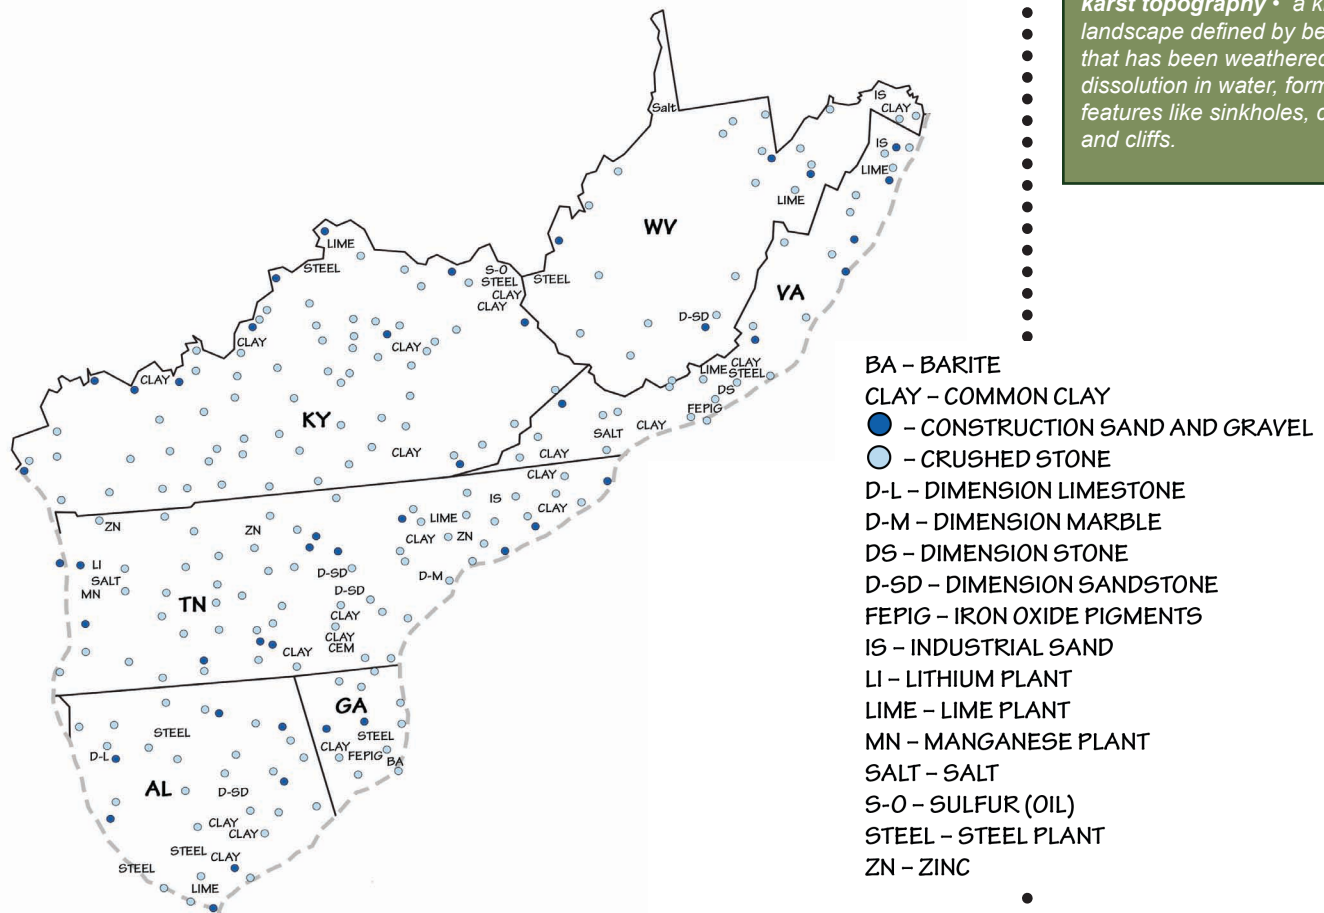 karst topography • a k
landscape defined by be
that has been weathered
dissolution in water, form
features like sinkholes, c
and cliffs.
Salt
IS
CLAY
IS
LIME
LIME
WV
LIME
STEEL
S-O
STEEL
CLAY
CLAY
STEEL
VA
D-SD
CLAY
CLAY
CLAY
LIME
CLAY
STEEL
DS
FEPIG
KY
SALT
CLAY
CLAY
CLAY
CLAY
IS
CLAY
ZN
ZN
LIME
CLAY
ZN
LI
SALT
MN
D-SD
D-M
D-SD
TN
CLAY
CLAY
CEM
CLAY
GA
STEEL
STEEL
CLAY
FEPIG
BA
D-L
AL
D-SD
CLAY
CLAY
STEEL
CLAY
STEEL
LIME
BA – BARITE
CLAY – COMMON CLAY
– CONSTRUCTION SAND AND GRAVEL
– CRUSHED STONE
D-L – DIMENSION LIMESTONE
D-M – DIMENSION MARBLE
DS – DIMENSION STONE
D-SD – DIMENSION SANDSTONE
FEPIG – IRON OXIDE PIGMENTS
IS – INDUSTRIAL SAND
LI – LITHIUM PLANT
LIME – LIME PLANT
MN – MANGANESE PLANT
SALT – SALT
S-O – SULFUR (OIL)
STEEL – STEEL PLANT
ZN – ZINC